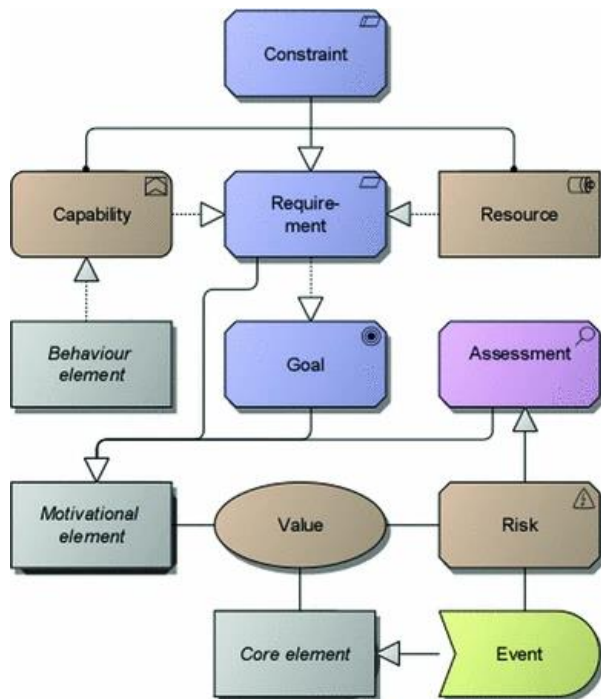 Constraint
Capability
Require-
ment
Resource
Behaviour
element
Goal
Assessment
Motivational
element
Value
Risk
Core element
Event